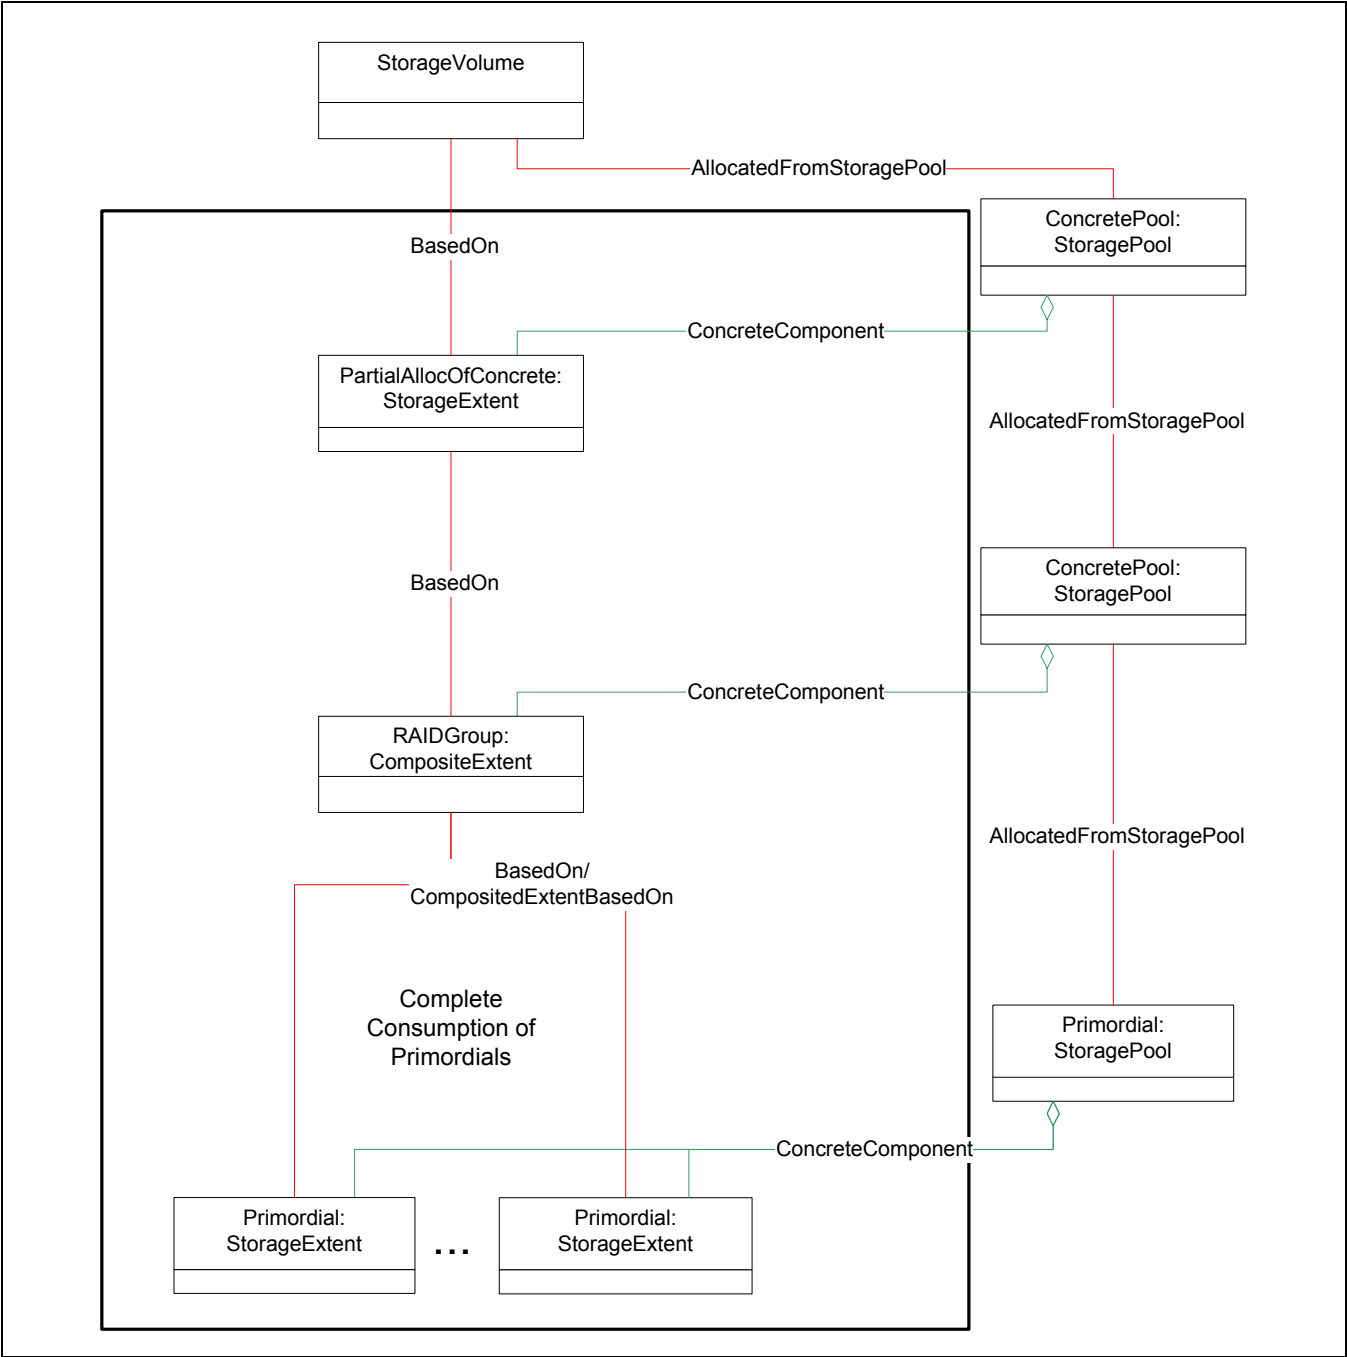 StorageVolume
AllocatedFromStoragePool
ConcretePool:
StoragePool
BasedOn
ConcreteComponent
PartialAllocOfConcrete:
StorageExtent
AllocatedFromStoragePool
BasedOn
ConcretePool:
StoragePool
ConcreteComponent
RAIDGroup:
CompositeExtent
AllocatedFromStoragePool
BasedOn/
CompositedExtentBasedOn
Complete
Consumption of
Primordials
Primordial:
StoragePool
ConcreteComponent
Primordial:
StorageExtent
...
Primordial:
StorageExtent